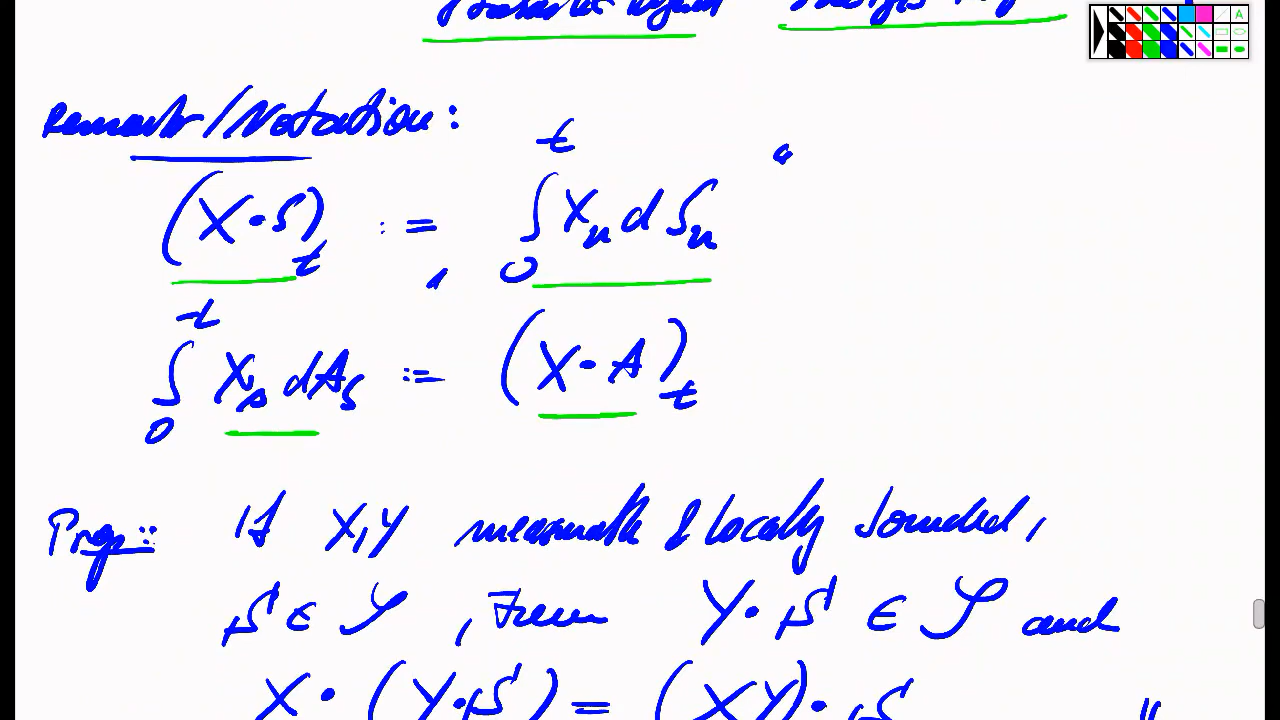 Remark/Notation:
(X•S)_t := ∫_0^t X_u dS_u
∫_0^t X_s dA_s := (X•A)_t
Prop.: If X,Y measurable & locally bounded,
S ∈ 𝒮, then Y•S ∈ 𝒮 and
X•(Y•S) = (XY)•S